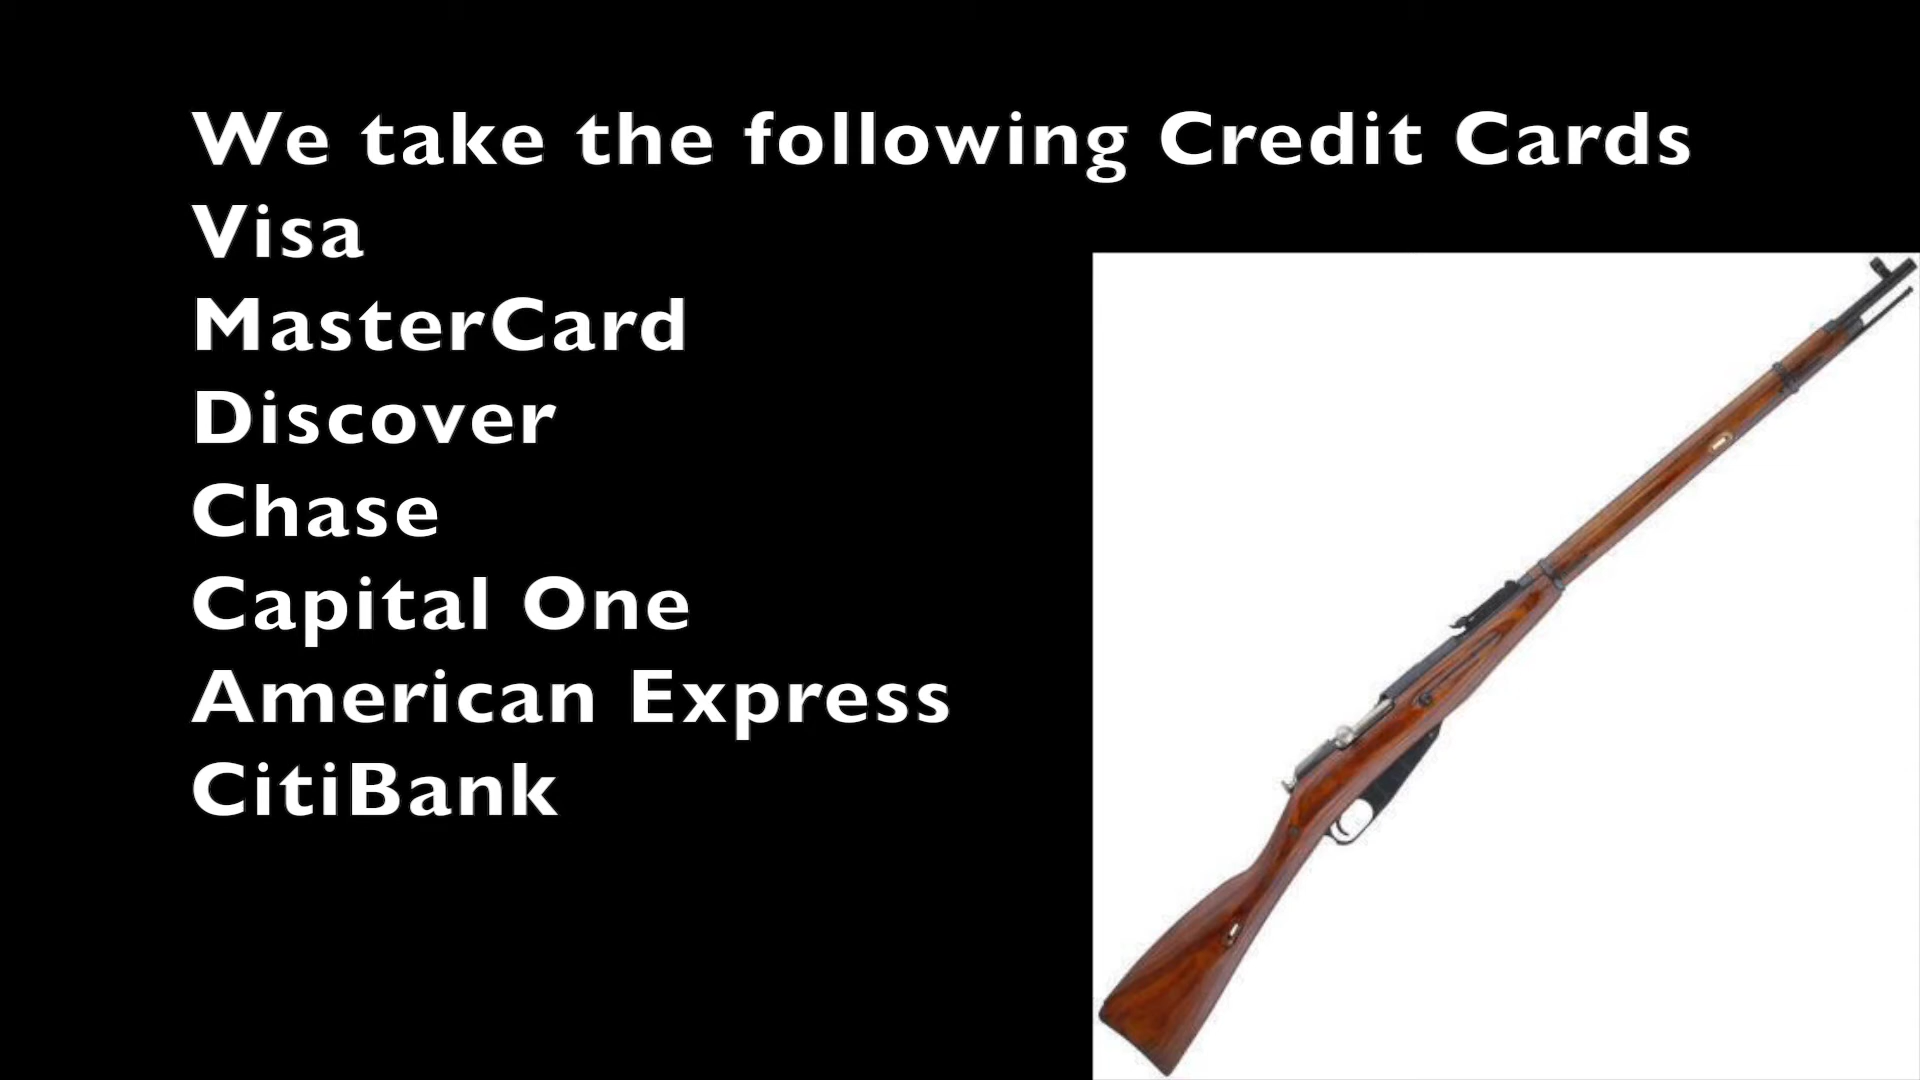 We take the following Credit Cards
Visa
MasterCard
Discover
Chase
Capital One
American Express
CitiBank